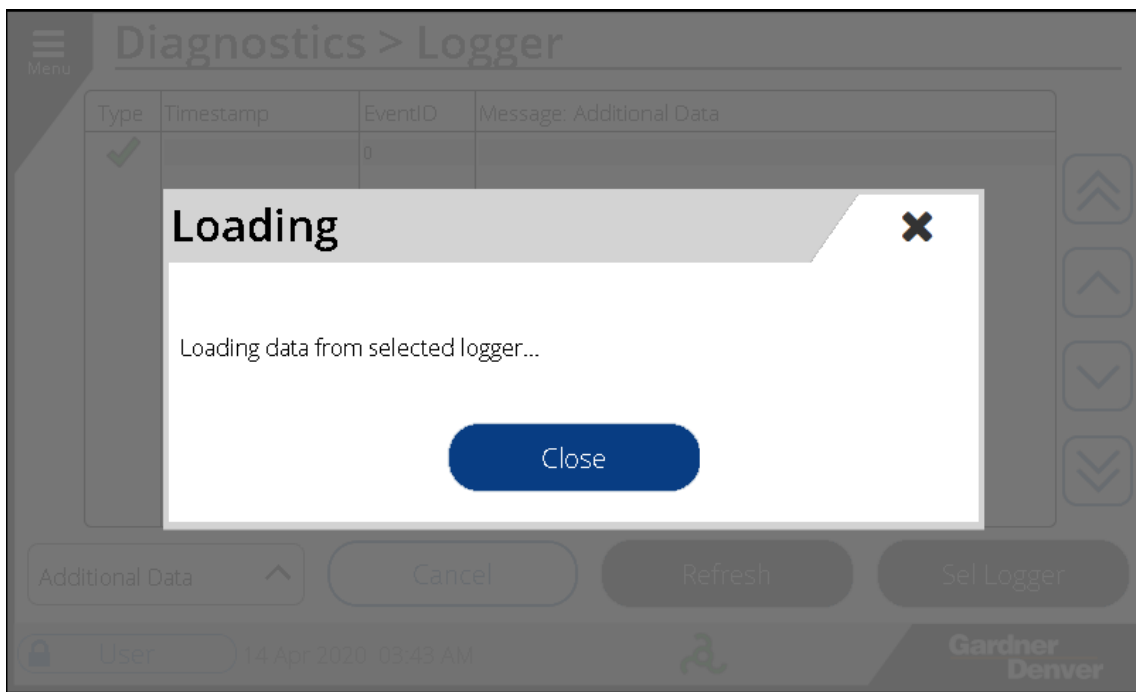 Diagnostics > Logger
Menu
Type Timestamp EventID Message: Additional Data
0
Loading
Loading data from selected logger...
Close
Additional Data Cancel Refresh Sel Logger
User 14 Apr 2020 03:43 AM
Gardner
Denver